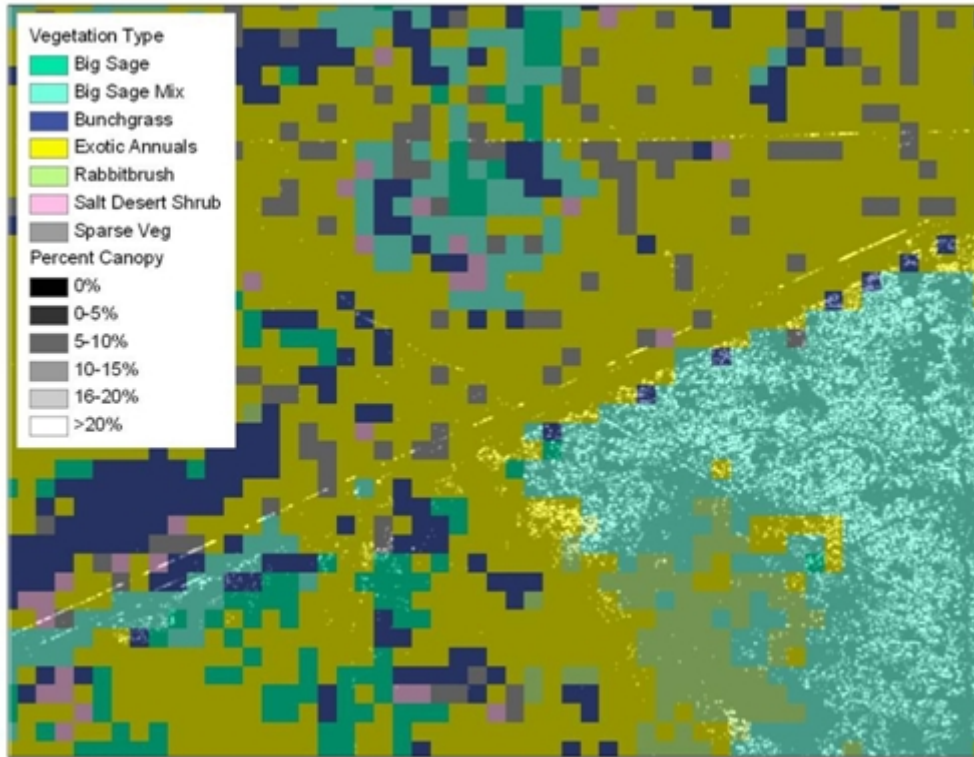 Vegetation Type
Big Sage
Big Sage Mix
Bunchgrass
Exotic Annuals
Rabbitbrush
Salt Desert Shrub
Sparse Veg
Percent Canopy
0%
0-5%
5-10%
10-15%
16-20%
>20%